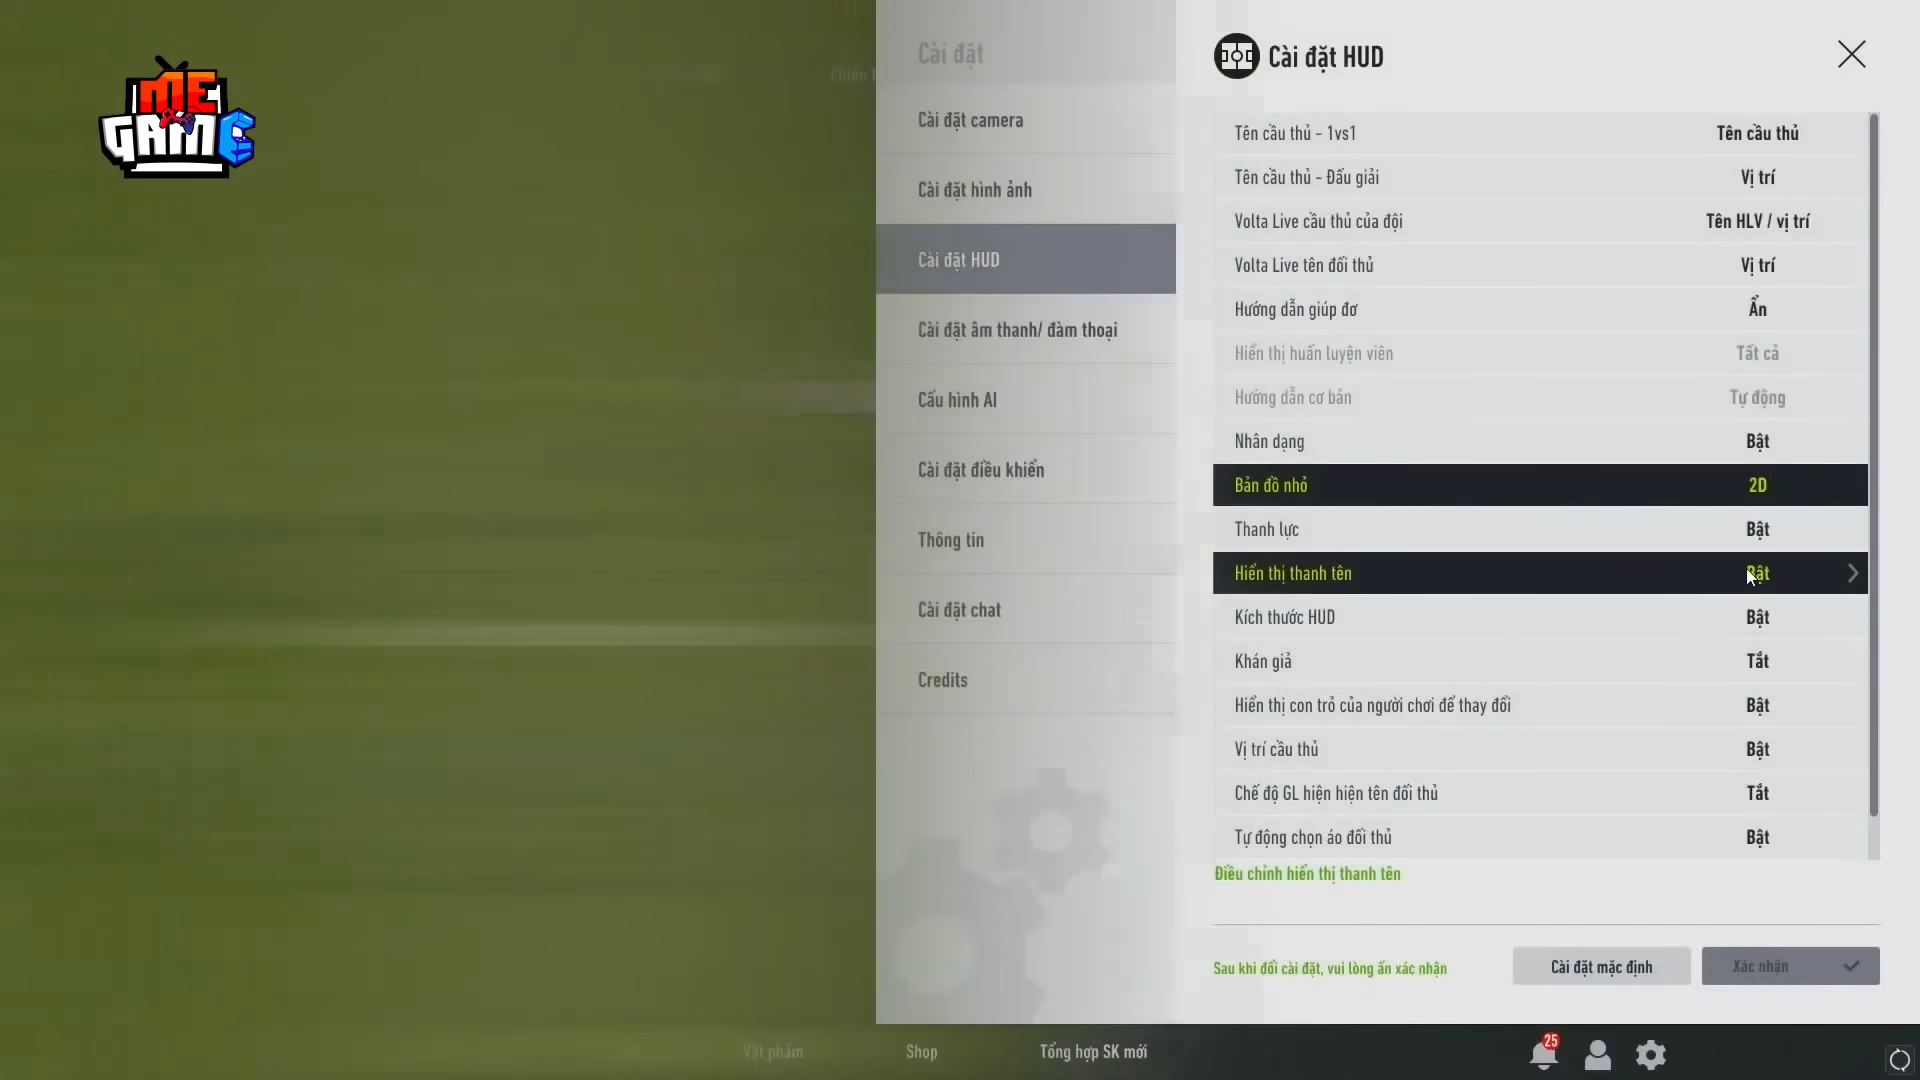 ME
GAME
Cài đặt
Cài đặt camera
Cài đặt hình ảnh
Cài đặt HUD
Cài đặt âm thanh/ đàm thoại
Cấu hình AI
Cài đặt điều khiển
Thông tin
Cài đặt chat
Credits
Cài đặt HUD
Tên cầu thủ - 1vs1 Tên cầu thủ
Tên cầu thủ - Đấu giải Vị trí
Volta Live cầu thủ của đội Tên HLV / vị trí
Volta Live tên đối thủ Vị trí
Hướng dẫn giúp đơ Ẩn
Hiển thị huấn luyện viên Tất cả
Hướng dẫn cơ bản Tự động
Nhân dạng Bật
Bản đồ nhỏ 2D
Thanh lực Bật
Hiển thị thanh tên Bật
Kích thước HUD Bật
Khán giả Tắt
Hiển thị con trỏ của người chơi để thay đổi Bật
Vị trí cầu thủ Bật
Chế độ GL hiện hiện tên đối thủ Tắt
Tự động chọn áo đối thủ Bật
Điều chỉnh hiển thị thanh tên
Sau khi đổi cài đặt, vui lòng ấn xác nhận
Cài đặt mặc định
Xác nhận
Vật phẩm
Shop
Tổng hợp SK mới
25